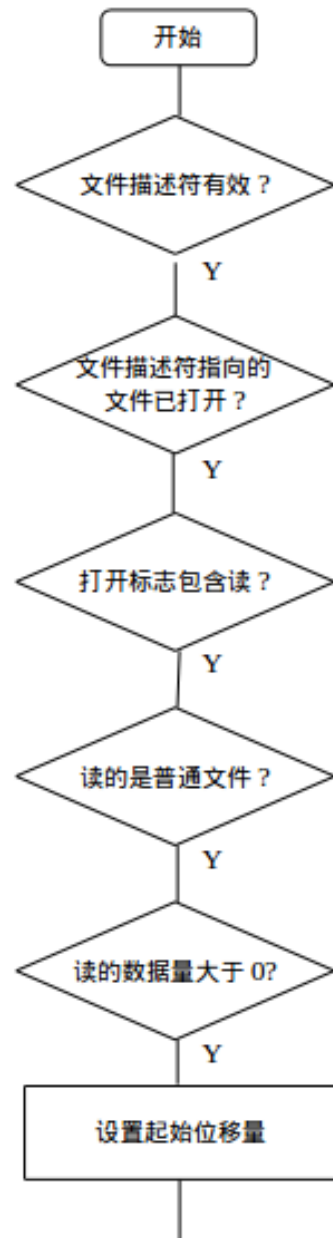 开始
文件描述符有效？
Y
文件描述符指向的
文件已打开？
Y
打开标志包含读？
Y
读的是普通文件？
Y
读的数据量大于 0?
Y
设置起始位移量